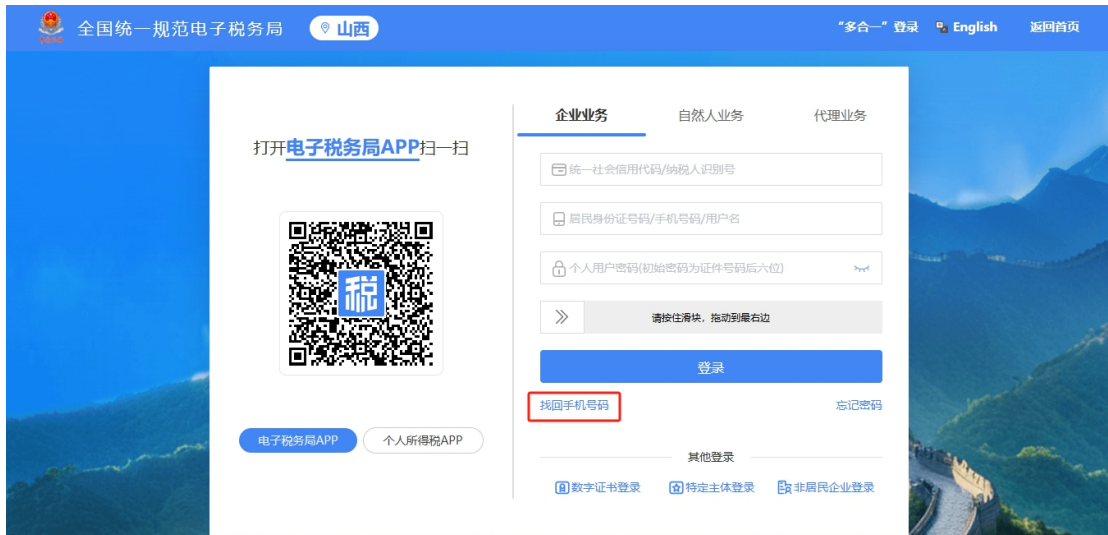 全国统一规范电子税务局
山西
“多合一”登录
English
返回首页
打开电子税务局APP扫一扫
税
电子税务局APP
个人所得税APP
企业业务
自然人业务
代理业务
统一社会信用代码/纳税人识别号
居民身份证号码/手机号码/用户名
个人用户密码(初始密码为证件号码后六位)
请按住滑块，拖动到最右边
登录
找回手机号码
忘记密码
其他登录
数字证书登录
特定主体登录
非居民企业登录